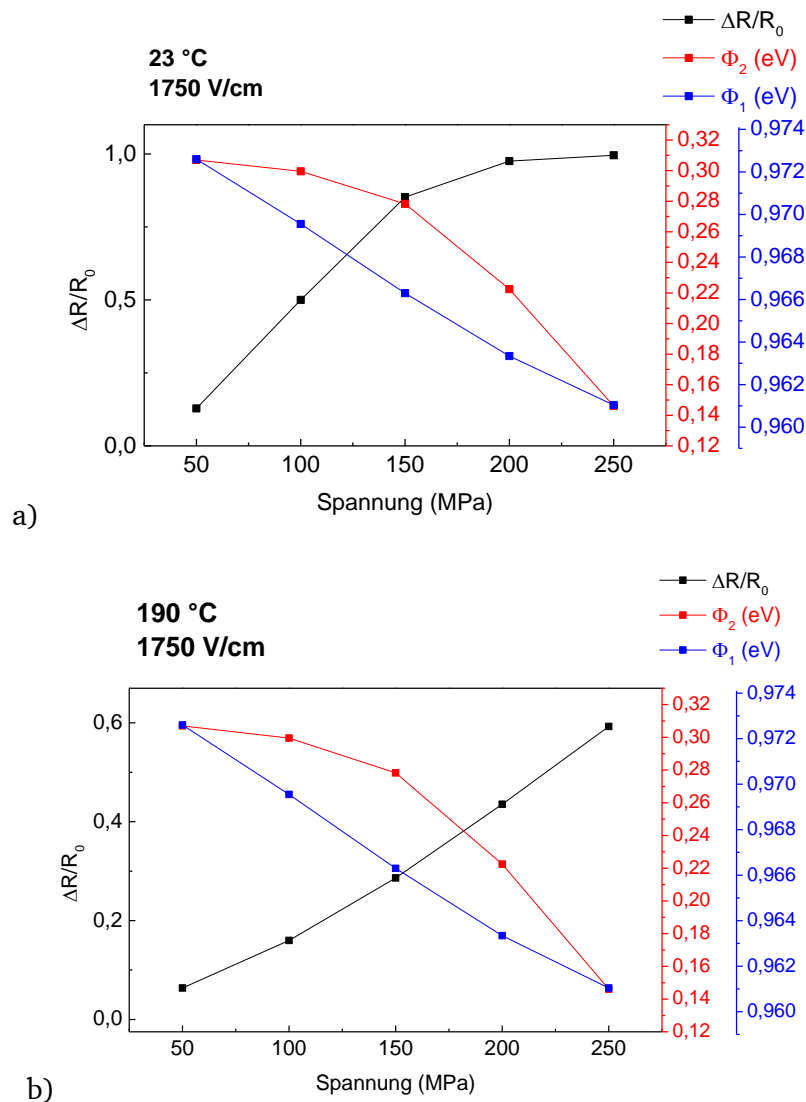 ΔR/R₀
Φ₂ (eV)
Φ₁ (eV)
23 °C
1750 V/cm
1,0
0,5
0,0
ΔR/R₀
50 100 150 200 250
Spannung (MPa)
0,32
0,30
0,28
0,26
0,24
0,22
0,20
0,18
0,16
0,14
0,12
0,974
0,972
0,970
0,968
0,966
0,964
0,962
0,960
a)
ΔR/R₀
Φ₂ (eV)
Φ₁ (eV)
190 °C
1750 V/cm
0,6
0,4
0,2
0,0
ΔR/R₀
50 100 150 200 250
Spannung (MPa)
0,32
0,30
0,28
0,26
0,24
0,22
0,20
0,18
0,16
0,14
0,12
0,974
0,972
0,970
0,968
0,966
0,964
0,962
0,960
b)